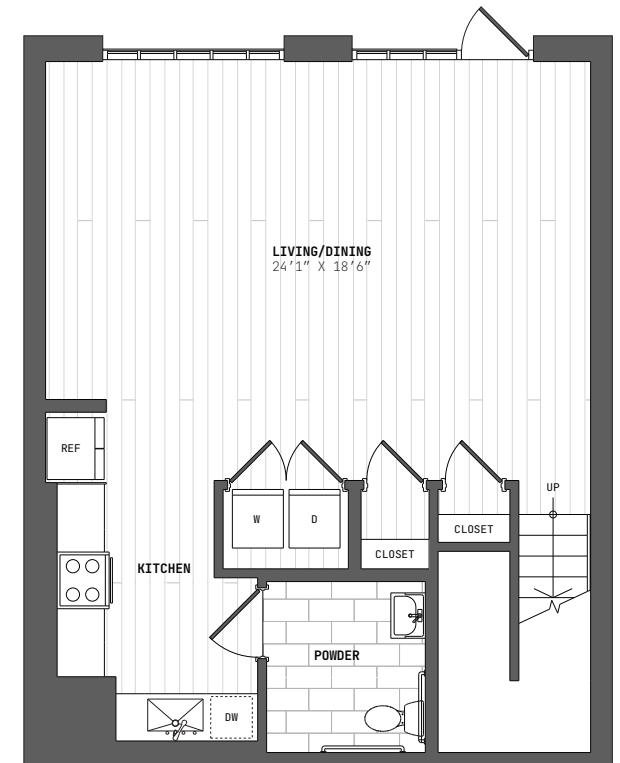 LIVING/DINING
24'1" X 18'6"
REF
UP
W
D
CLOSET
CLOSET
KITCHEN
POWDER
DW